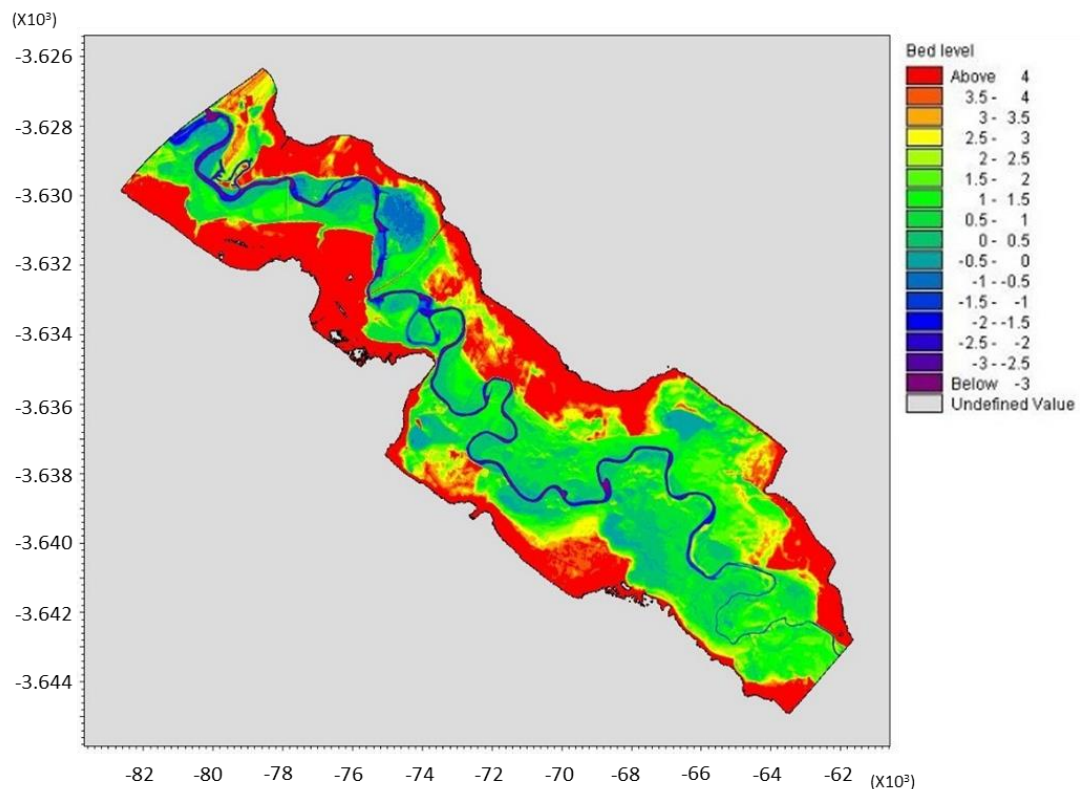 (X10³)
-3.626
-3.628
-3.630
-3.632
-3.634
-3.636
-3.638
-3.640
-3.642
-3.644
-82 -80 -78 -76 -74 -72 -70 -68 -66 -64 -62 (X10³)
Bed level
Above 4
3.5 - 4
3 - 3.5
2.5 - 3
2 - 2.5
1.5 - 2
1 - 1.5
0.5 - 1
0 - 0.5
-0.5 - 0
-1 - -0.5
-1.5 - -1
-2 - -1.5
-2.5 - -2
-3 - -2.5
Below -3
Undefined Value